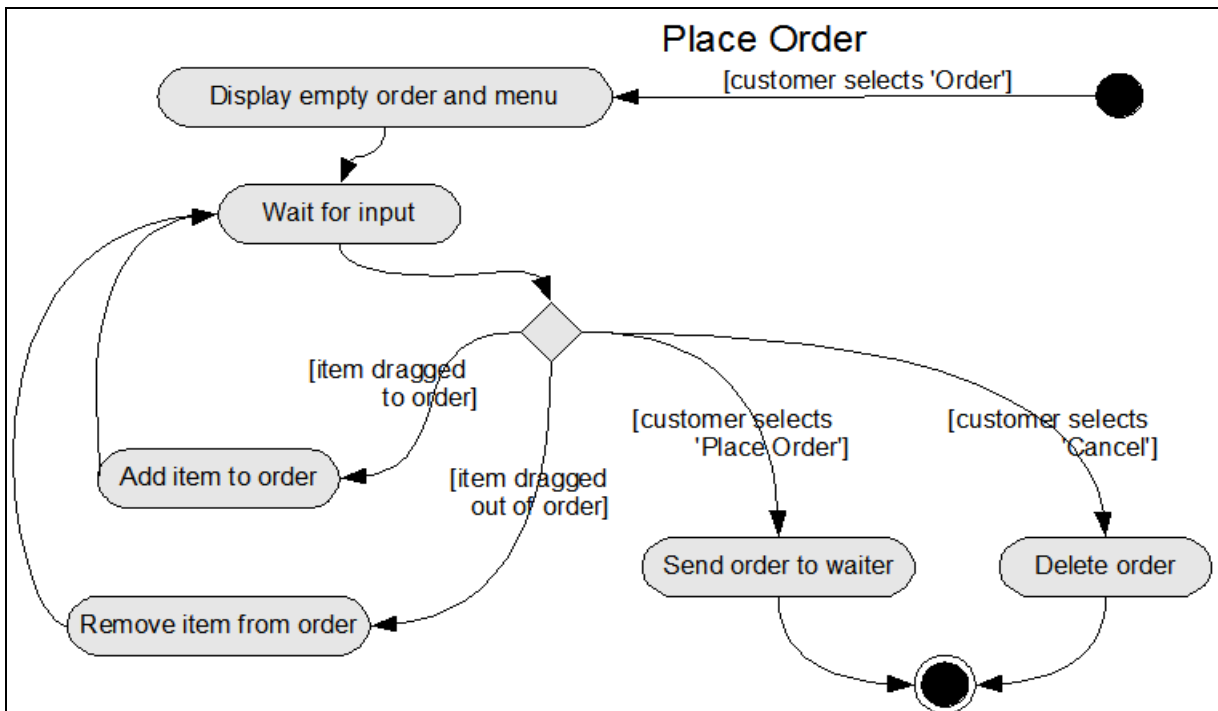 Place Order
[customer selects 'Order']
Display empty order and menu
Wait for input
[item dragged
to order]
[customer selects
'Place Order']
[customer selects
'Cancel']
Add item to order
[item dragged
out of order]
Send order to waiter
Delete order
Remove item from order